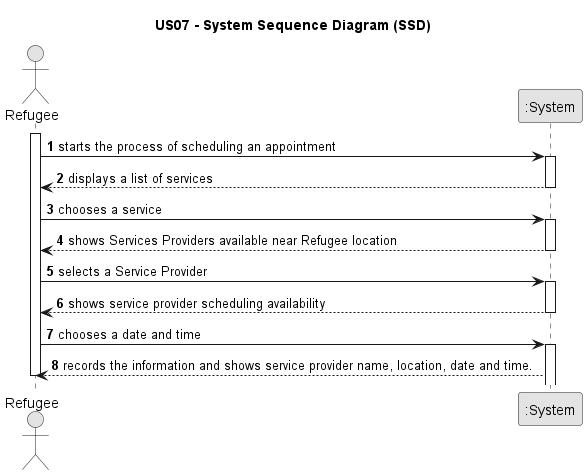 US07 - System Sequence Diagram (SSD)
Refugee
:System
1 starts the process of scheduling an appointment
2 displays a list of services
3 chooses a service
4 shows Services Providers available near Refugee location
5 selects a Service Provider
6 shows service provider scheduling availability
7 chooses a date and time
8 records the information and shows service provider name, location, date and time.
Refugee
:System